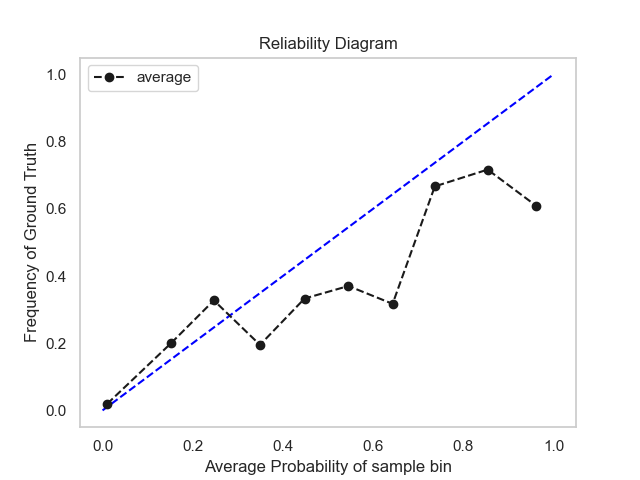 Reliability Diagram
average
1.0
0.8
0.6
0.4
0.2
0.0
Frequency of Ground Truth
0.0 0.2 0.4 0.6 0.8 1.0
Average Probability of sample bin